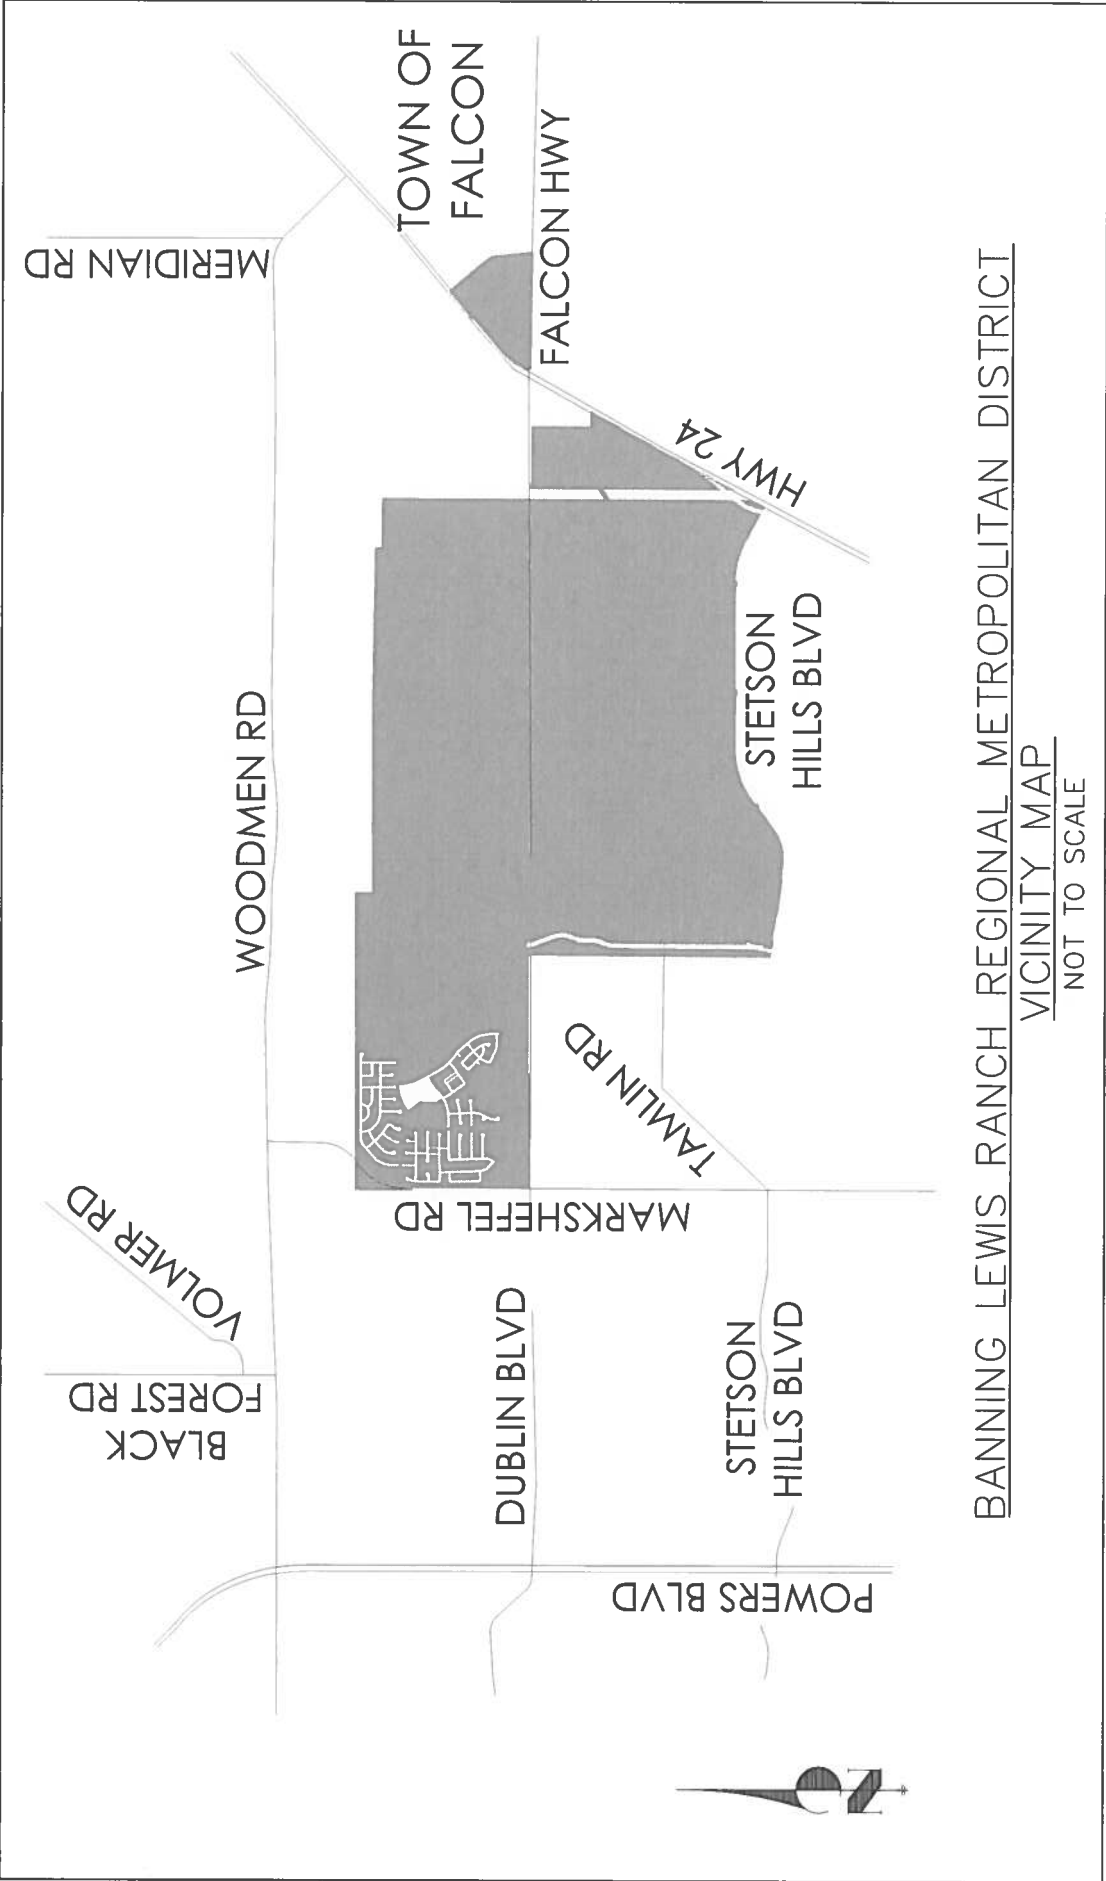 MERIDIAN RD
TOWN OF
FALCON
FALCON HWY
HWY 24
WOODMEN RD
STETSON
HILLS BLVD
TAMLIN RD
MARKSHEFEL RD
VOLMER RD
BLACK
FOREST RD
DUBLIN BLVD
STETSON
HILLS BLVD
POWERS BLVD
N
BANNING LEWIS RANCH REGIONAL METROPOLITAN DISTRICT
VICINITY MAP
NOT TO SCALE